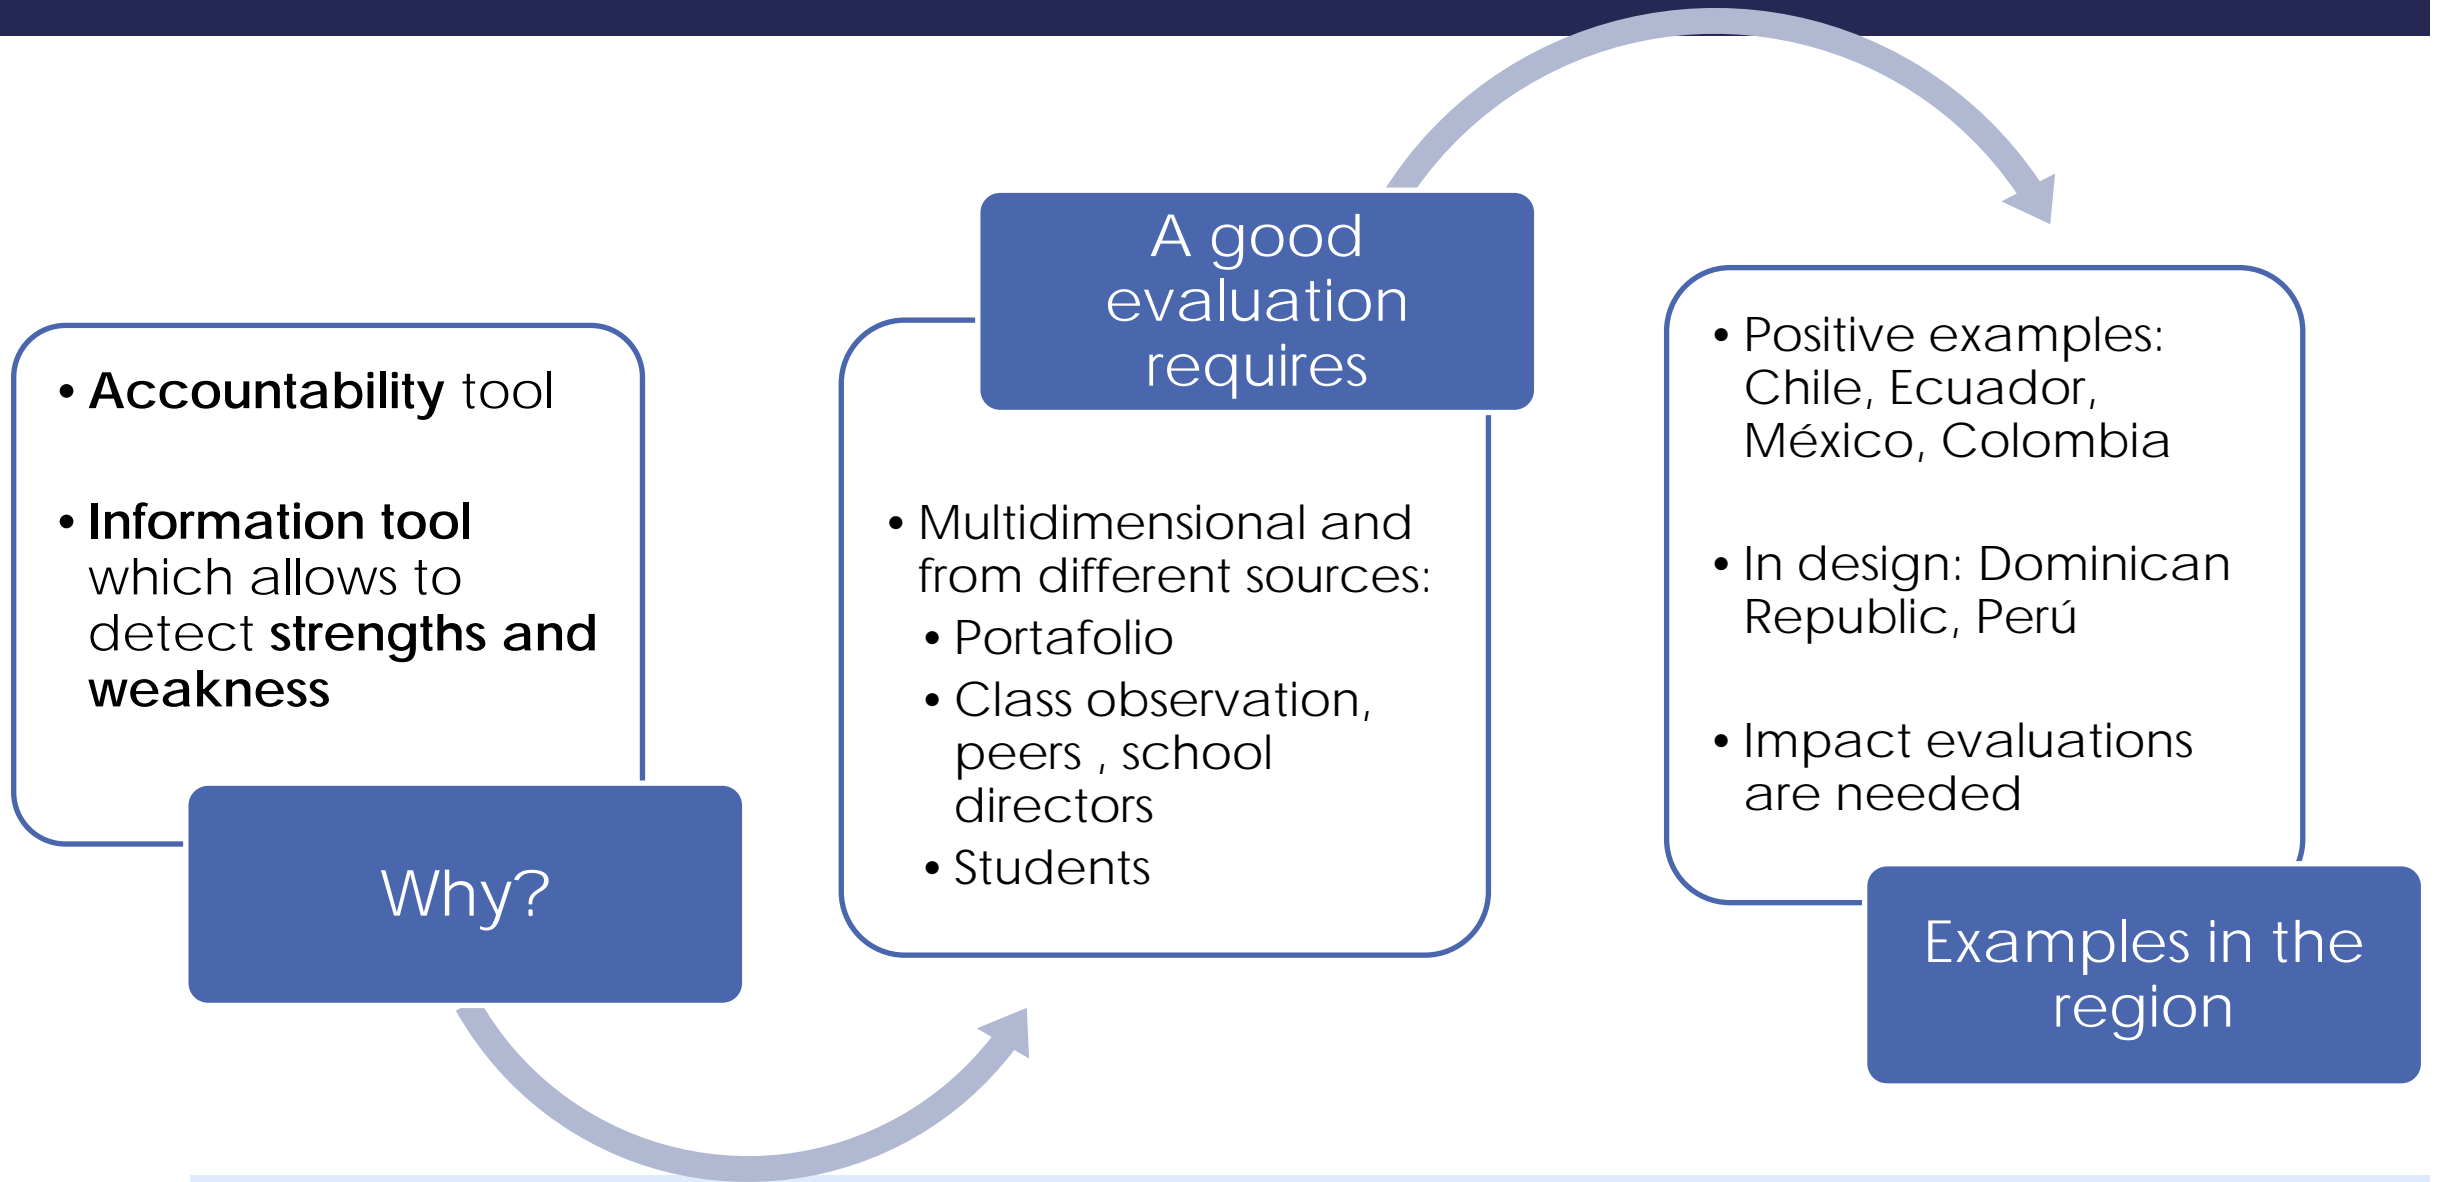 • Accountability tool
• Information tool
which allows to
detect strengths and
weakness
Why?
A good
evaluation
requires
• Multidimensional and
from different sources:
• Portafolio
• Class observation,
peers , school
directors
• Students
• Positive examples:
Chile, Ecuador,
México, Colombia
• In design: Dominican
Republic, Perú
• Impact evaluations
are needed
Examples in the
region